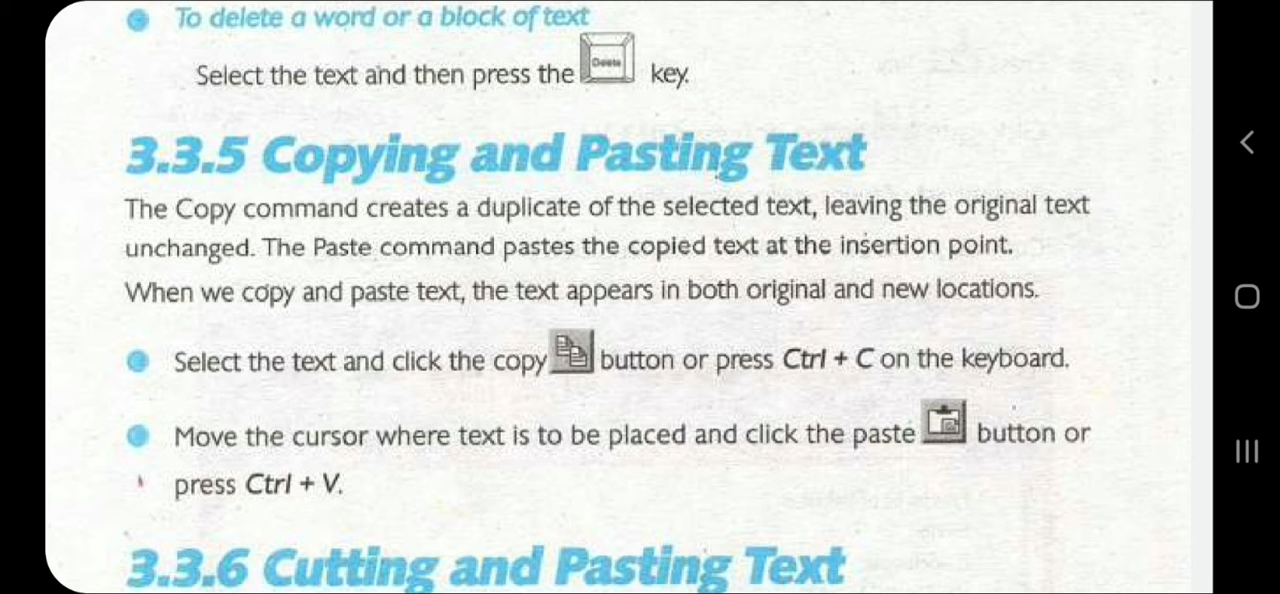 To delete a word or a block of text
Select the text and then press the Delete key.
3.3.5 Copying and Pasting Text
The Copy command creates a duplicate of the selected text, leaving the original text
unchanged. The Paste command pastes the copied text at the insertion point.
When we copy and paste text, the text appears in both original and new locations.
Select the text and click the copy button or press Ctrl + C on the keyboard.
Move the cursor where text is to be placed and click the paste button or
press Ctrl + V.
3.3.6 Cutting and Pasting Text